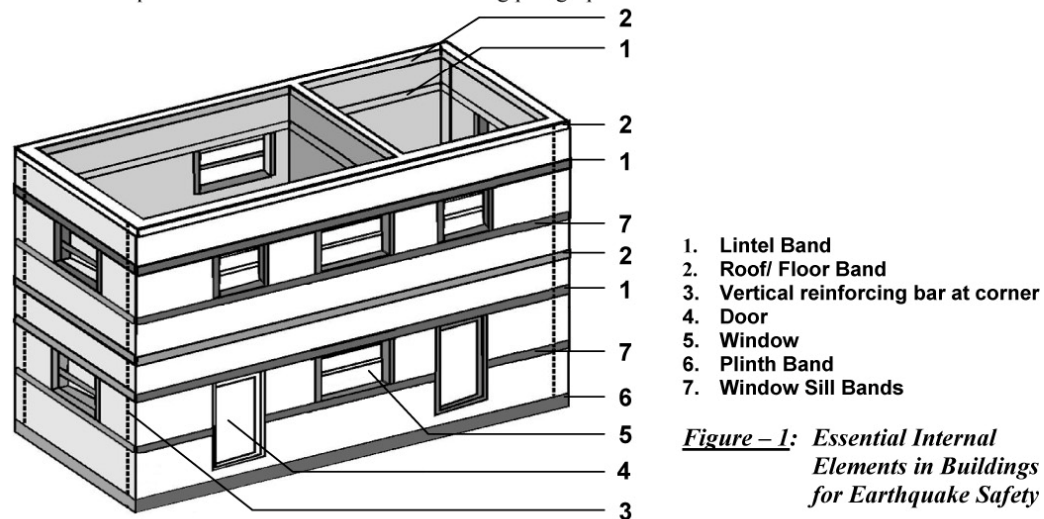 2
1
2
1
7
2
1
7
6
5
4
3
1. Lintel Band
2. Roof/ Floor Band
3. Vertical reinforcing bar at corner
4. Door
5. Window
6. Plinth Band
7. Window Sill Bands
Figure – 1: Essential Internal
Elements in Buildings
for Earthquake Safety